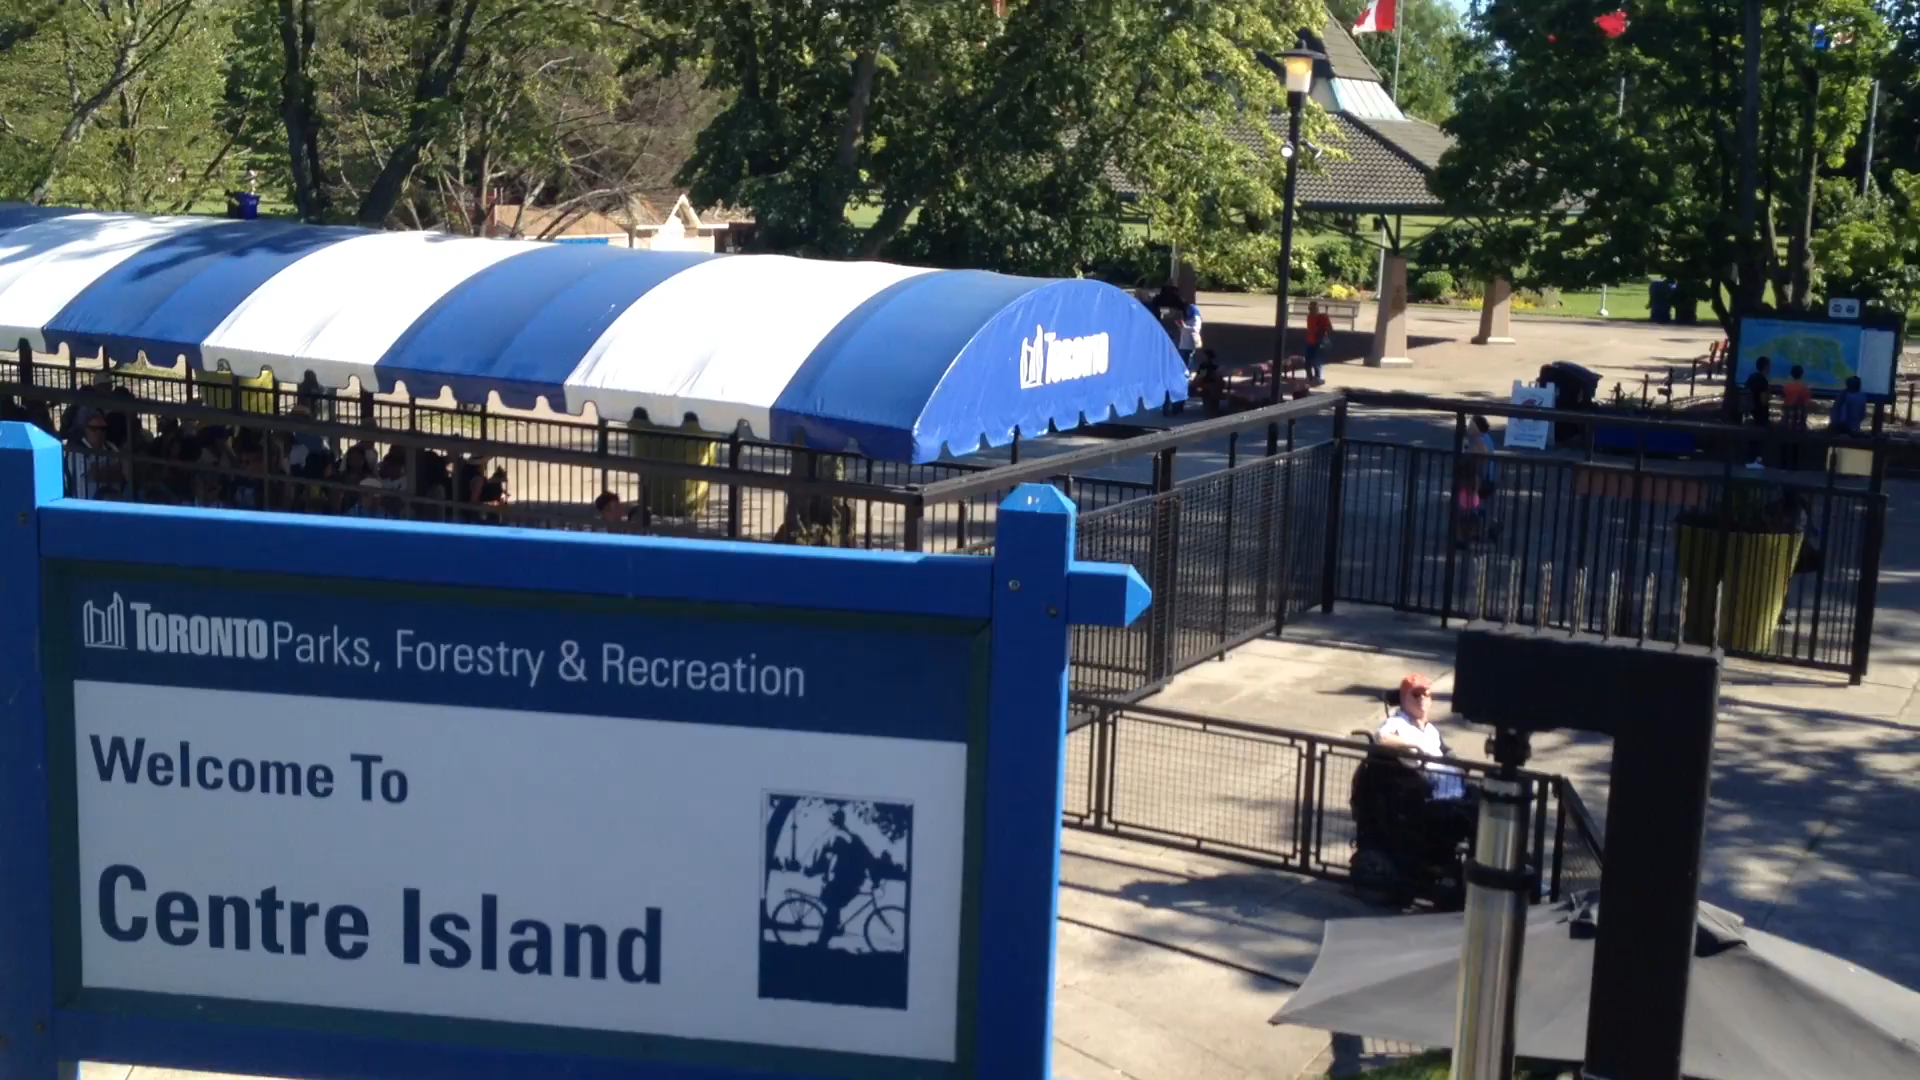 TORONTO
TORONTO Parks, Forestry & Recreation
Welcome To
Centre Island